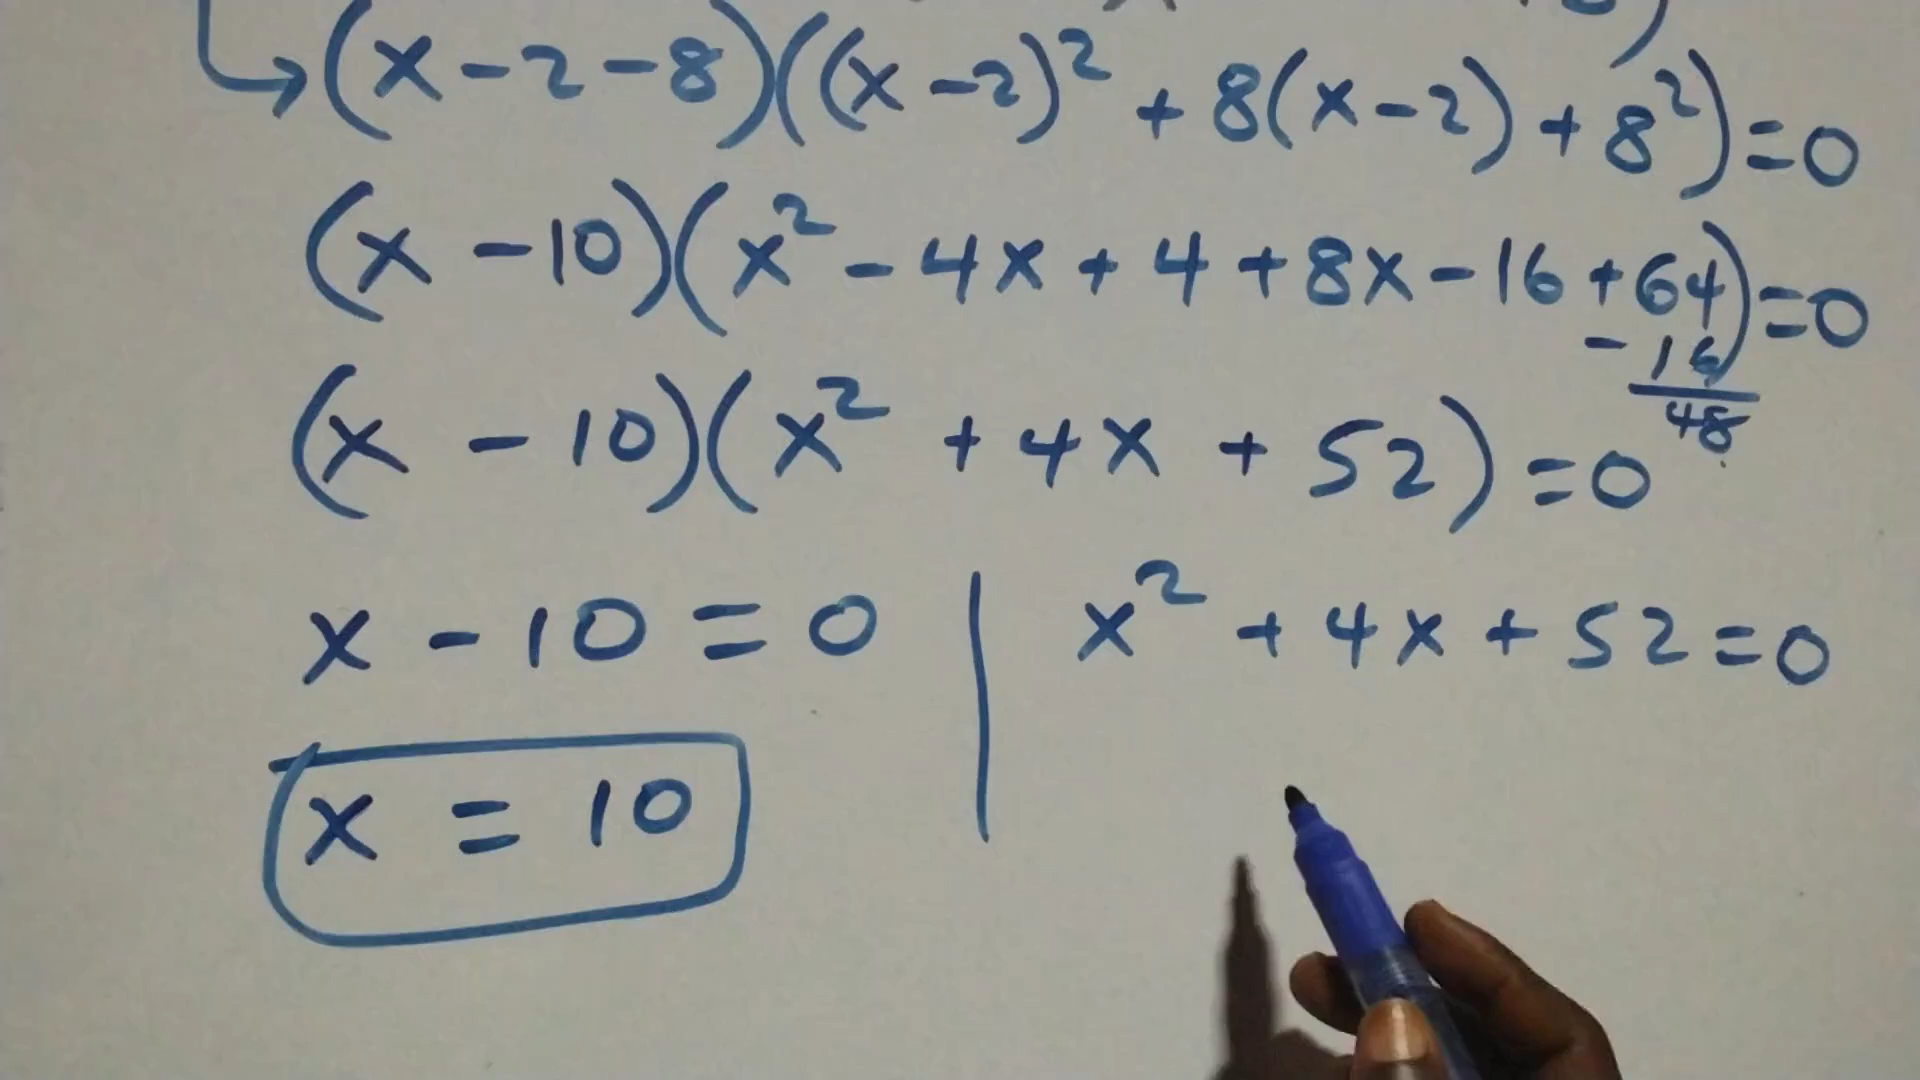 (x - 2 - 8)((x - 2)² + 8(x - 2) + 8²) = 0
(x - 10)(x² - 4x + 4 + 8x - 16 + 64) = 0
- 16
48
(x - 10)(x² + 4x + 52) = 0
x - 10 = 0 | x² + 4x + 52 = 0
x = 10